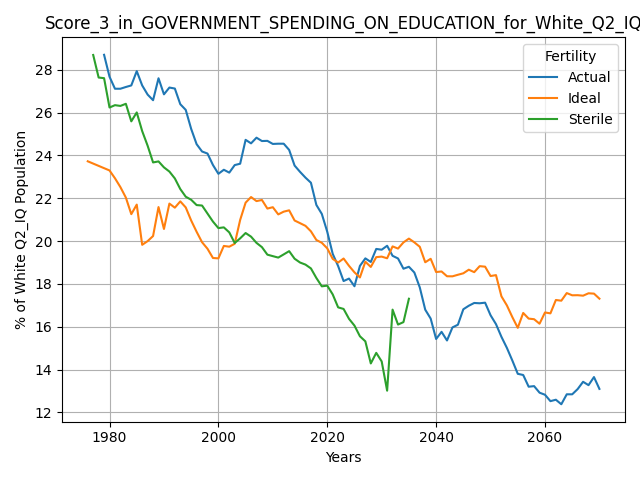 Score_3_in_GOVERNMENT_SPENDING_ON_EDUCATION_for_White_Q2_IQ
Fertility
Actual
Ideal
Sterile
% of White Q2_IQ Population
28
26
24
22
20
18
16
14
12
1980 2000 2020 2040 2060
Years